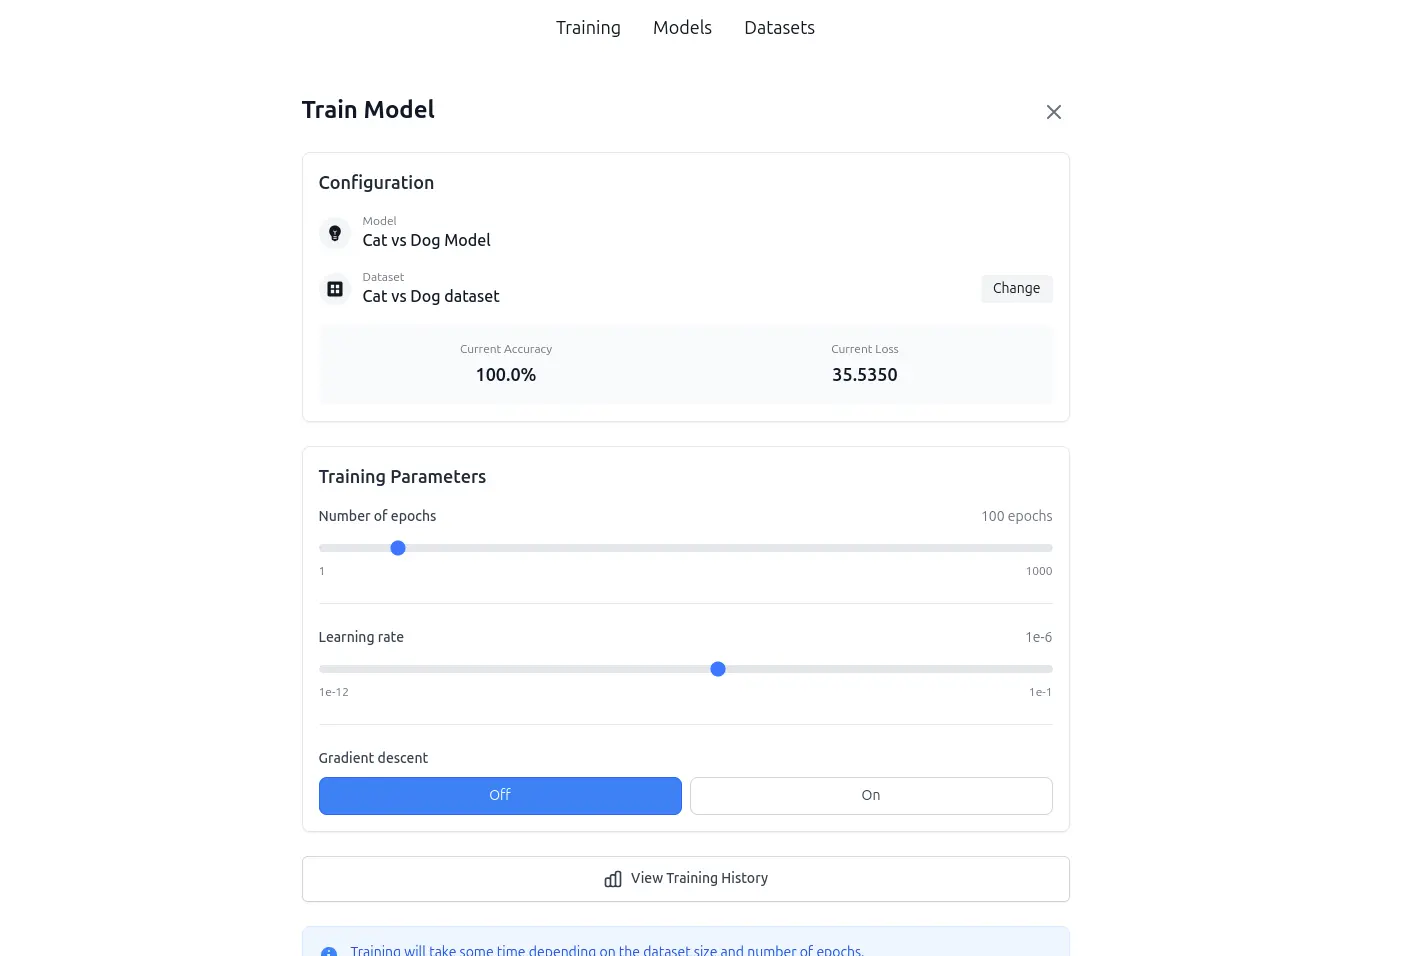 Training Models Datasets
Train Model
Configuration
Model
Cat vs Dog Model
Dataset
Cat vs Dog dataset
Change
Current Accuracy Current Loss
100.0% 35.5350
Training Parameters
Number of epochs 100 epochs
1 1000
Learning rate 1e-6
1e-12 1e-1
Gradient descent
Off On
View Training History
Training will take some time depending on the dataset size and number of epochs.